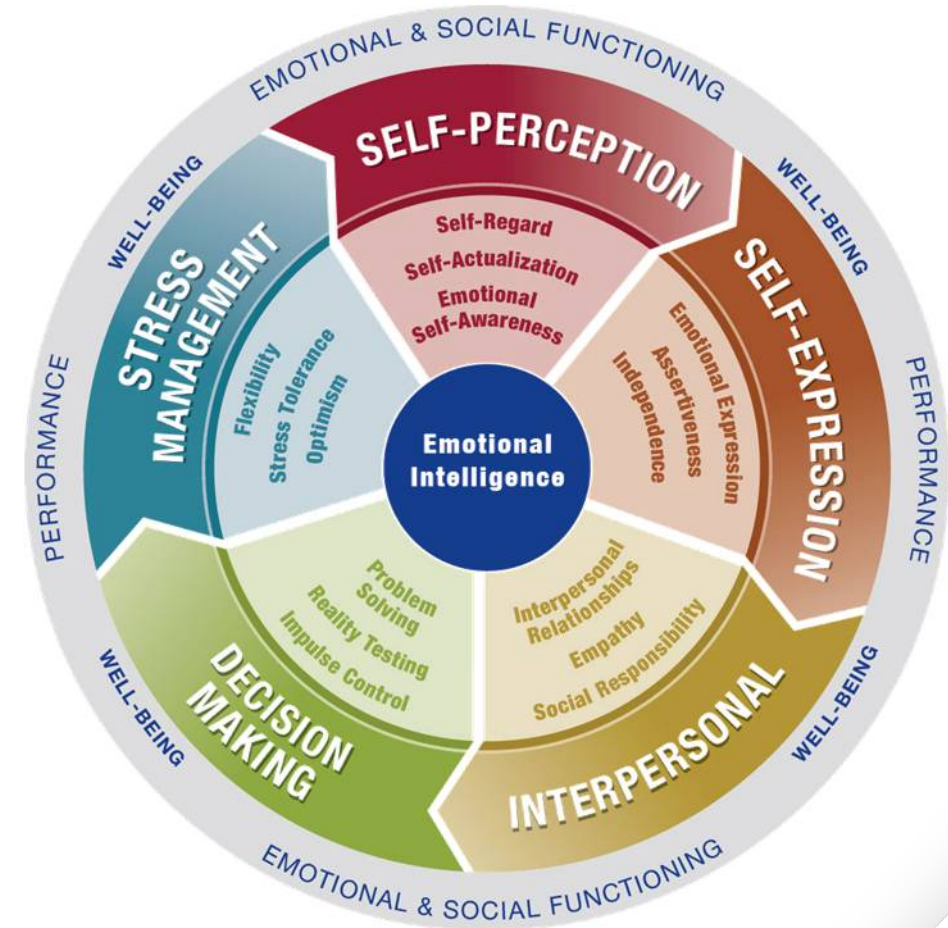 EMOTIONAL & SOCIAL FUNCTIONING
WELL-BEING
WELL-BEING
PERFORMANCE
PERFORMANCE
WELL-BEING
WELL-BEING
EMOTIONAL & SOCIAL FUNCTIONING
SELF-PERCEPTION
Self-Regard
Self-Actualization
Emotional
Self-Awareness
SELF-EXPRESSION
Emotional Expression
Assertiveness
Independence
INTERPERSONAL
Interpersonal
Relationships
Empathy
Social Responsibility
DECISION
MAKING
Problem
Solving
Reality Testing
Impulse Control
STRESS
MANAGEMENT
Flexibility
Stress Tolerance
Optimism
Emotional
Intelligence